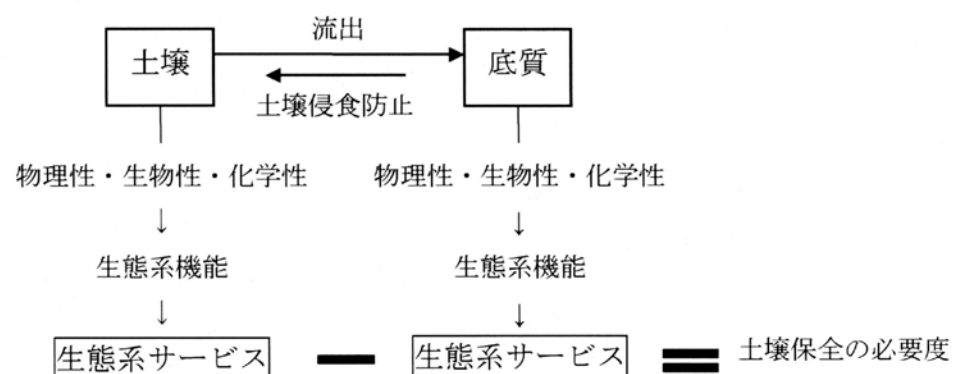 流出
土壌
底質
土壌侵食防止
物理性・生物性・化学性
物理性・生物性・化学性
生態系機能
生態系機能
生態系サービス
生態系サービス
土壌保全の必要度